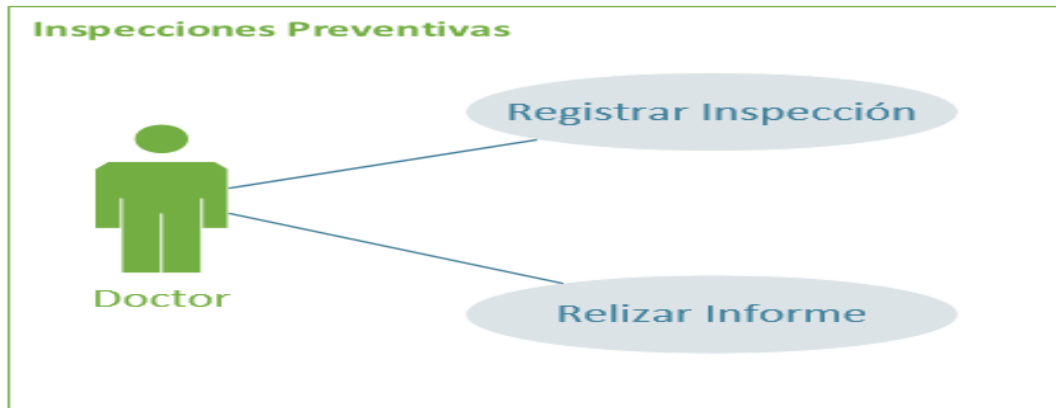 Inspecciones Preventivas
Registrar Inspección
Doctor
Relizar Informe